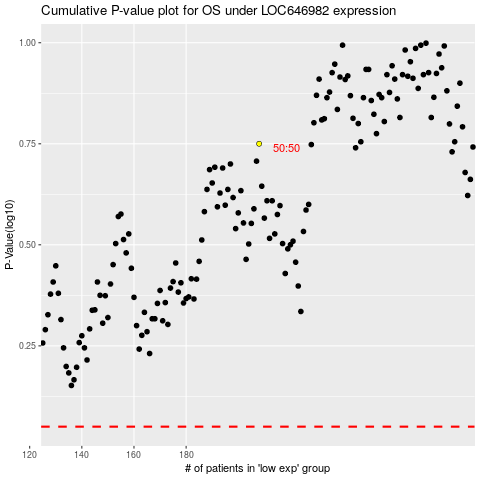 Cumulative P-value plot for OS under LOC646982 expression
P-Value(log10)
1.00
0.75
0.50
0.25
50:50
120 140 160 180
# of patients in 'low exp' group